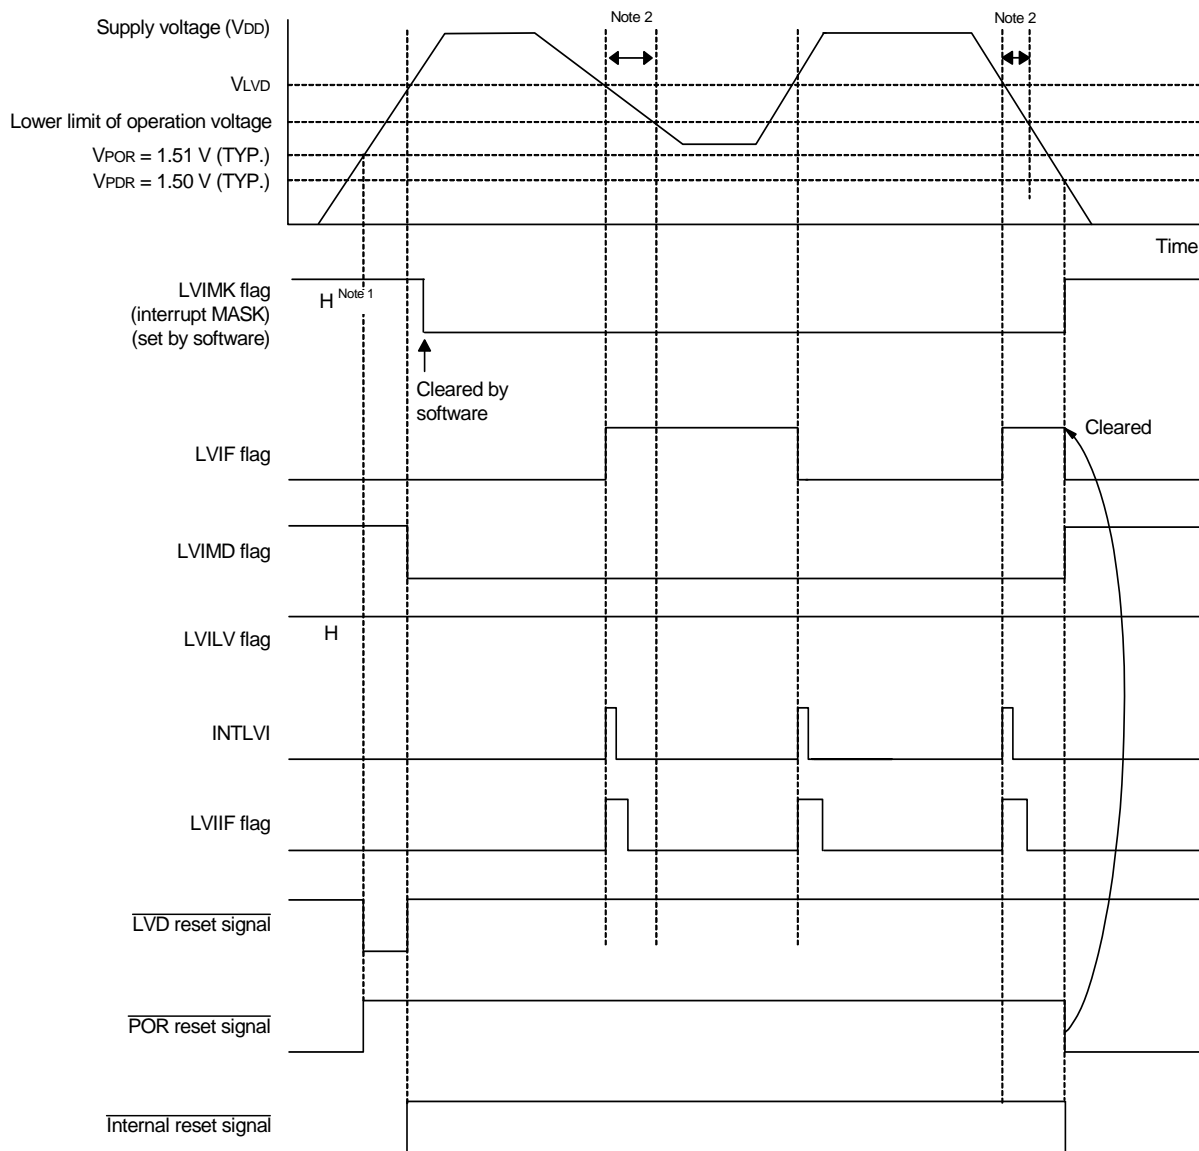 Note 2
Note 2
Supply voltage (VDD)
VLVD
Lower limit of operation voltage
VPOR = 1.51 V (TYP.)
VPDR = 1.50 V (TYP.)
Time
LVIMK flag
(interrupt MASK)
(set by software)
H Note 1
Cleared by
software
LVIF flag
Cleared
LVIMD flag
LVILV flag
H
INTLVI
LVIIF flag
LVD reset signal
POR reset signal
Internal reset signal